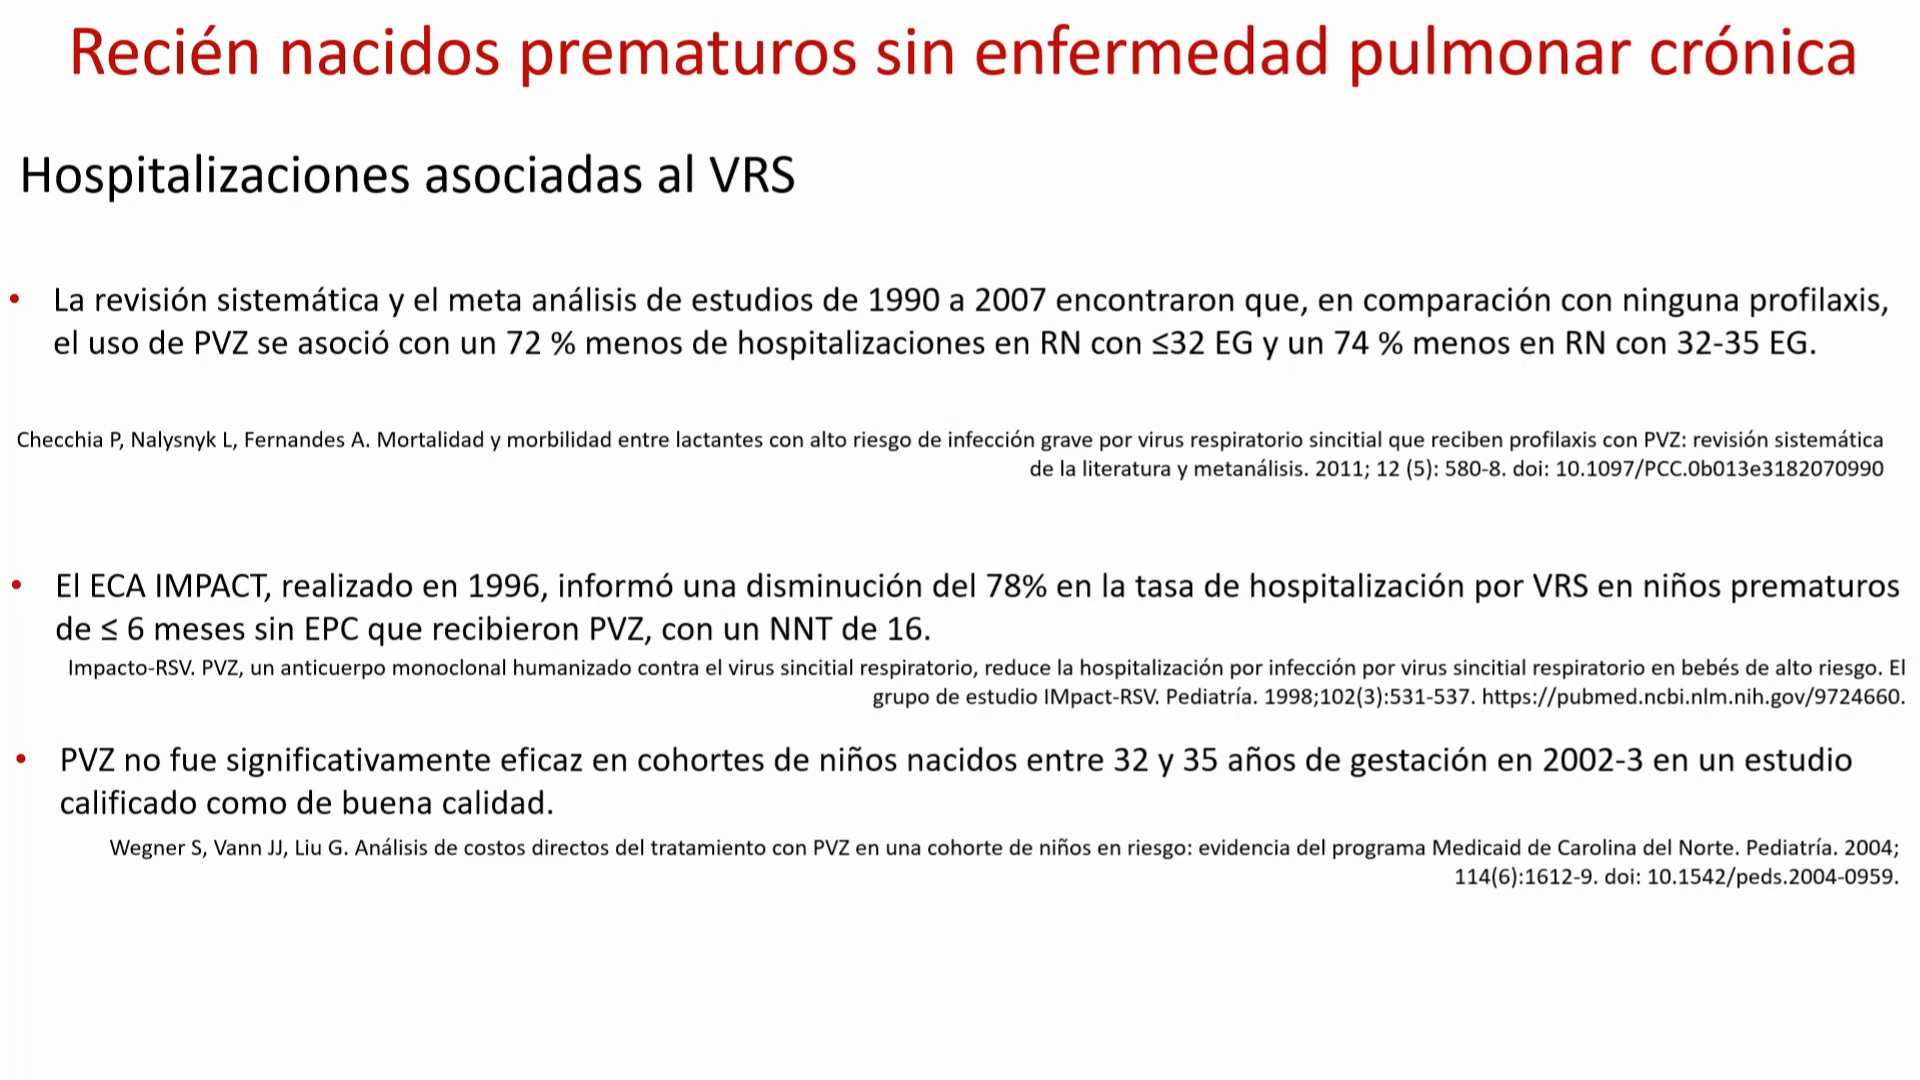 Recién nacidos prematuros sin enfermedad pulmonar crónica
Hospitalizaciones asociadas al VRS
• La revisión sistemática y el meta análisis de estudios de 1990 a 2007 encontraron que, en comparación con ninguna profilaxis,
el uso de PVZ se asoció con un 72 % menos de hospitalizaciones en RN con ≤32 EG y un 74 % menos en RN con 32-35 EG.
Checchia P, Nalysnyk L, Fernandes A. Mortalidad y morbilidad entre lactantes con alto riesgo de infección grave por virus respiratorio sincitial que reciben profilaxis con PVZ: revisión sistemática
de la literatura y metanálisis. 2011; 12 (5): 580-8. doi: 10.1097/PCC.0b013e3182070990
• El ECA IMPACT, realizado en 1996, informó una disminución del 78% en la tasa de hospitalización por VRS en niños prematuros
de ≤ 6 meses sin EPC que recibieron PVZ, con un NNT de 16.
Impacto-RSV. PVZ, un anticuerpo monoclonal humanizado contra el virus sincitial respiratorio, reduce la hospitalización por infección por virus sincitial respiratorio en bebés de alto riesgo. El
grupo de estudio IMpact-RSV. Pediatría. 1998;102(3):531-537. https://pubmed.ncbi.nlm.nih.gov/9724660.
• PVZ no fue significativamente eficaz en cohortes de niños nacidos entre 32 y 35 años de gestación en 2002-3 en un estudio
calificado como de buena calidad.
Wegner S, Vann JJ, Liu G. Análisis de costos directos del tratamiento con PVZ en una cohorte de niños en riesgo: evidencia del programa Medicaid de Carolina del Norte. Pediatría. 2004;
114(6):1612-9. doi: 10.1542/peds.2004-0959.